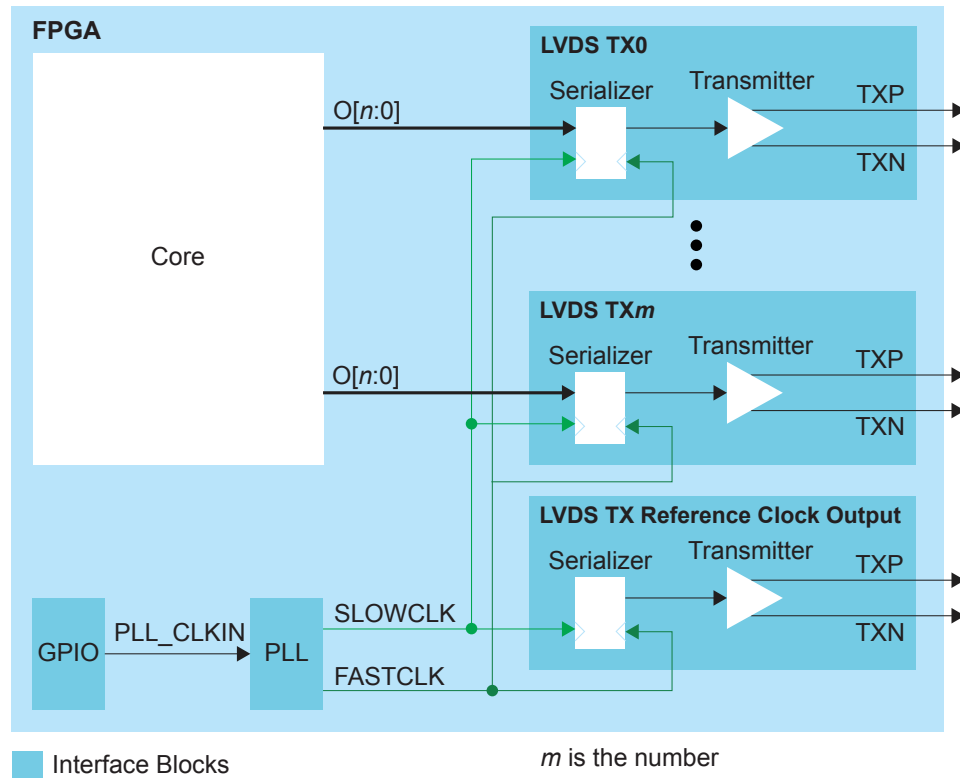 FPGA
LVDS TX0
Serializer
Transmitter
TXP
O[n:0]
TXN
Core
LVDS TXm
Serializer
Transmitter
TXP
O[n:0]
TXN
LVDS TX Reference Clock Output
Serializer
Transmitter
TXP
TXN
SLOWCLK
PLL_CLKIN
GPIO
PLL
FASTCLK
Interface Blocks
m is the number